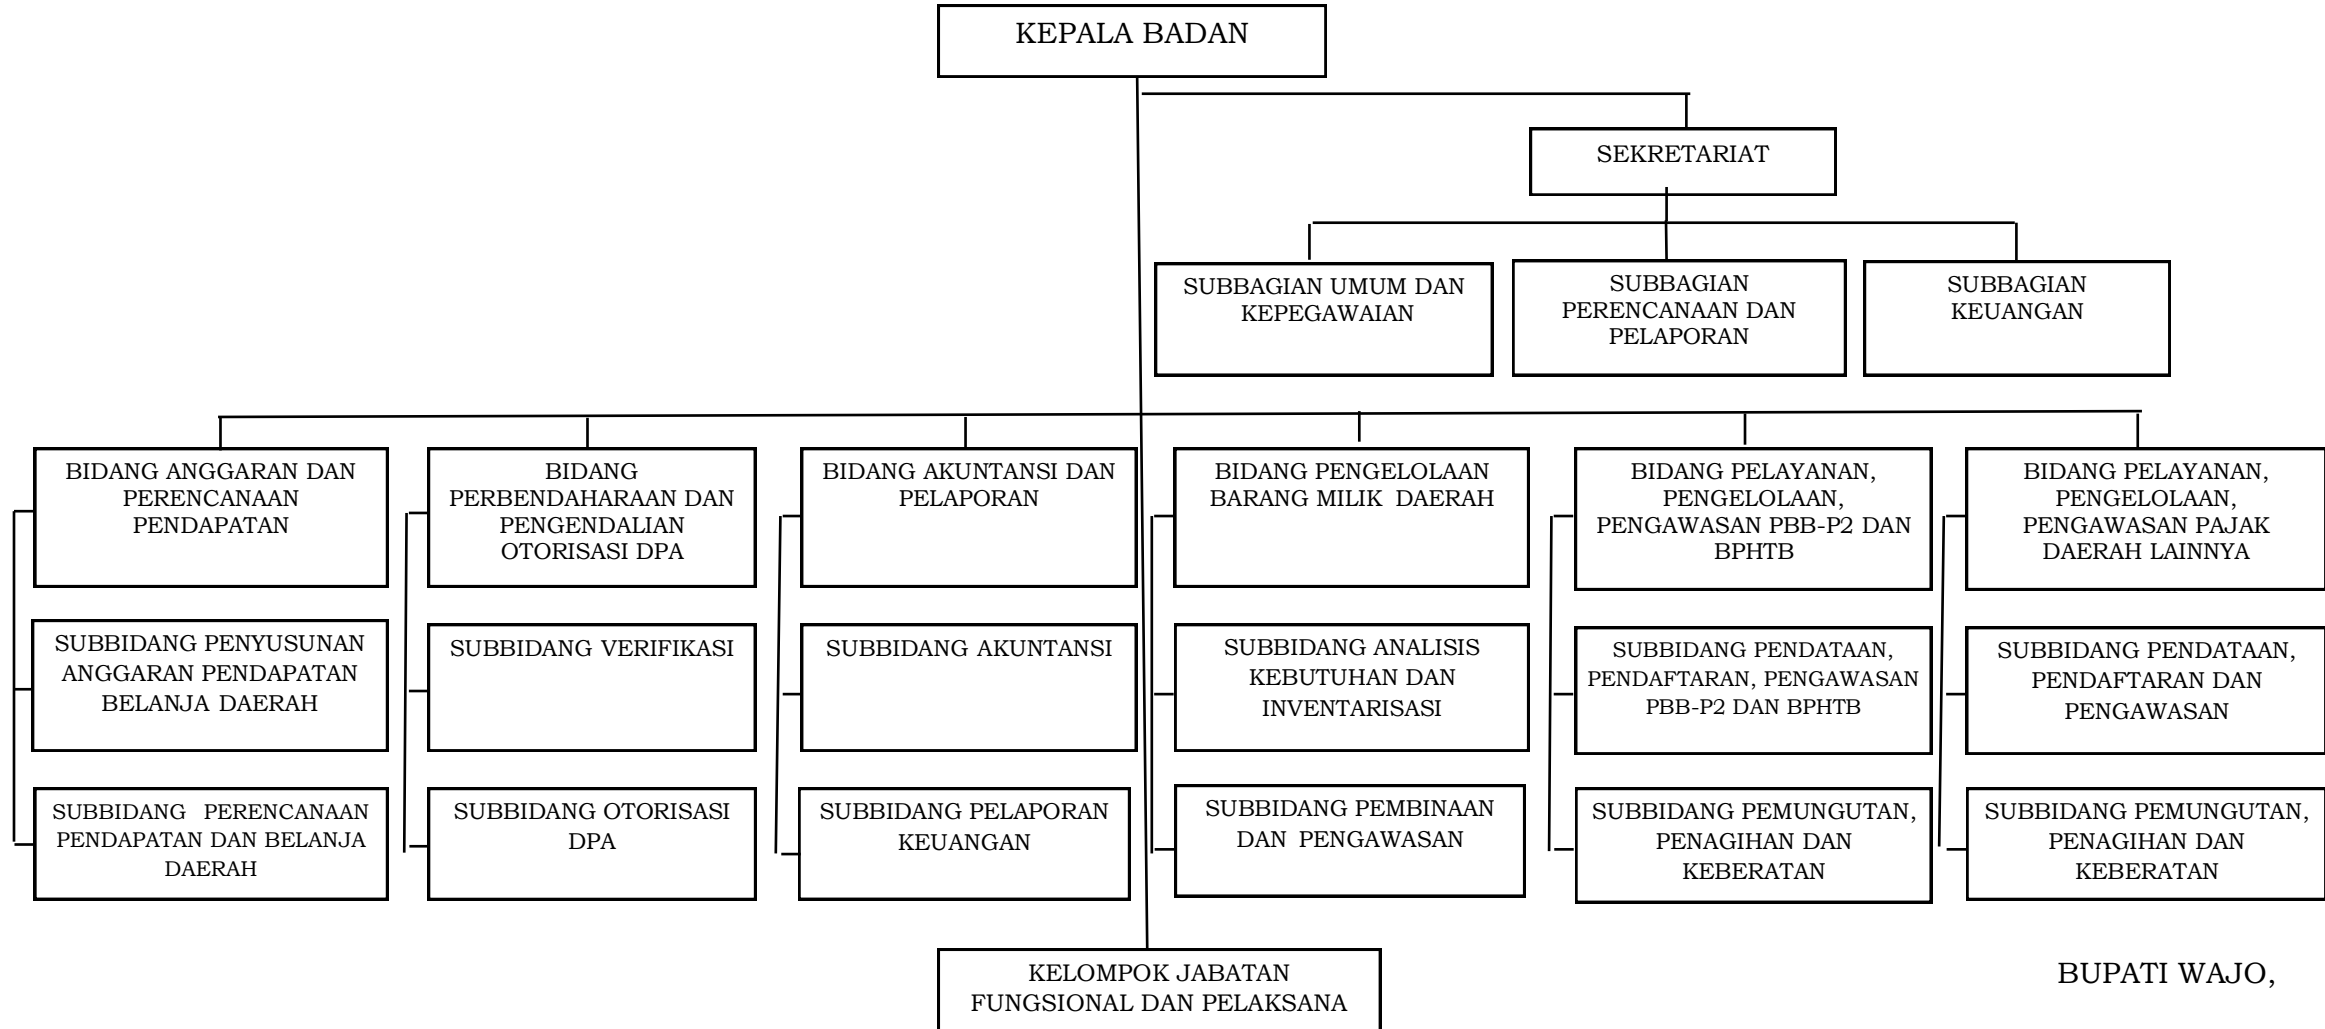 KEPALA BADAN
SEKRETARIAT
SUBBAGIAN UMUM DAN
KEPEGAWAIAN
SUBBAGIAN
PERENCANAAN DAN
PELAPORAN
SUBBAGIAN
KEUANGAN
BIDANG ANGGARAN DAN
PERENCANAAN
PENDAPATAN
BIDANG
PERBENDAHARAAN DAN
PENGENDALIAN
OTORISASI DPA
BIDANG AKUNTANSI DAN
PELAPORAN
BIDANG PENGELOLAAN
BARANG MILIK DAERAH
BIDANG PELAYANAN,
PENGELOLAAN,
PENGAWASAN PBB-P2 DAN
BPHTB
BIDANG PELAYANAN,
PENGELOLAAN,
PENGAWASAN PAJAK
DAERAH LAINNYA
SUBBIDANG PENYUSUNAN
ANGGARAN PENDAPATAN
BELANJA DAERAH
SUBBIDANG VERIFIKASI
SUBBIDANG AKUNTANSI
SUBBIDANG ANALISIS
KEBUTUHAN DAN
INVENTARISASI
SUBBIDANG PENDATAAN,
PENDAFTARAN, PENGAWASAN
PBB-P2 DAN BPHTB
SUBBIDANG PENDATAAN,
PENDAFTARAN DAN
PENGAWASAN
SUBBIDANG PERENCANAAN
PENDAPATAN DAN BELANJA
DAERAH
SUBBIDANG OTORISASI
DPA
SUBBIDANG PELAPORAN
KEUANGAN
SUBBIDANG PEMBINAAN
DAN PENGAWASAN
SUBBIDANG PEMUNGUTAN,
PENAGIHAN DAN
KEBERATAN
SUBBIDANG PEMUNGUTAN,
PENAGIHAN DAN
KEBERATAN
KELOMPOK JABATAN
FUNGSIONAL DAN PELAKSANA
BUPATI WAJO,